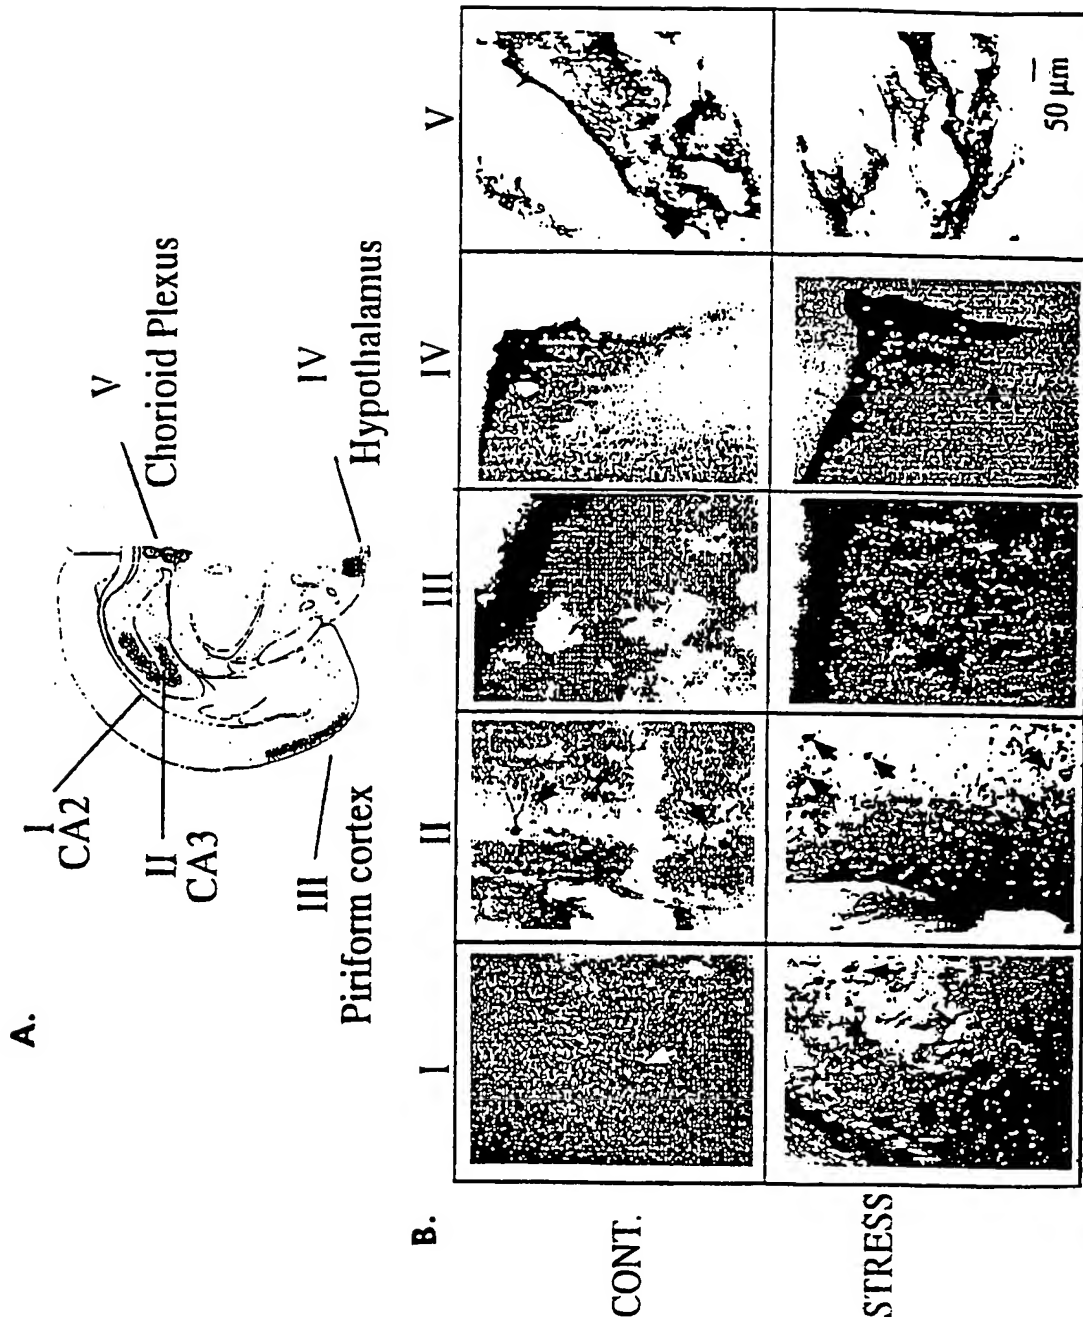 A.
I
CA2
II
CA3
III
Piriform cortex
V
Chorioid Plexus
IV
Hypothalamus
B.
I
II
III
IV
V
CONT.
STRESS
50 μm